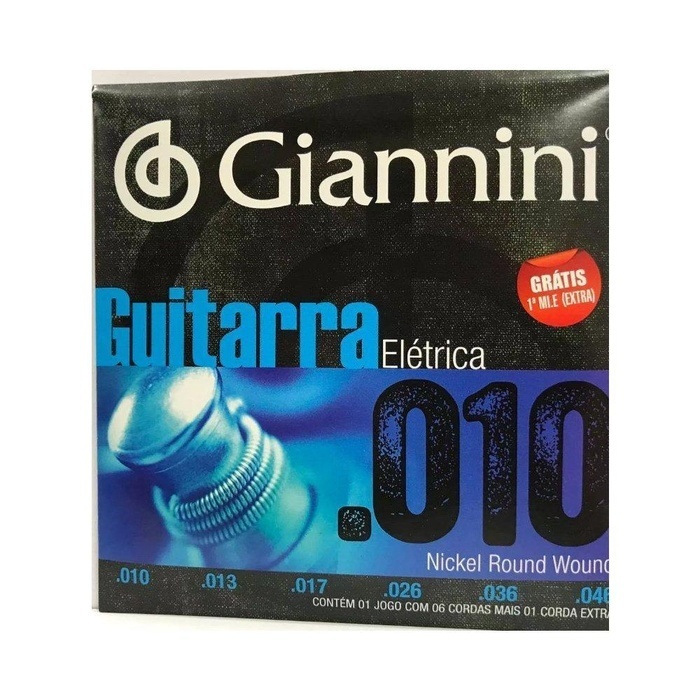 Giannini
GRÁTIS
1ª MI.E (EXTRA)
Guitarra
Elétrica
.010
Nickel Round Wound
.010 .013 .017 .026 .036 .046
CONTÉM 01 JOGO COM 06 CORDAS MAIS 01 CORDA EXTRA